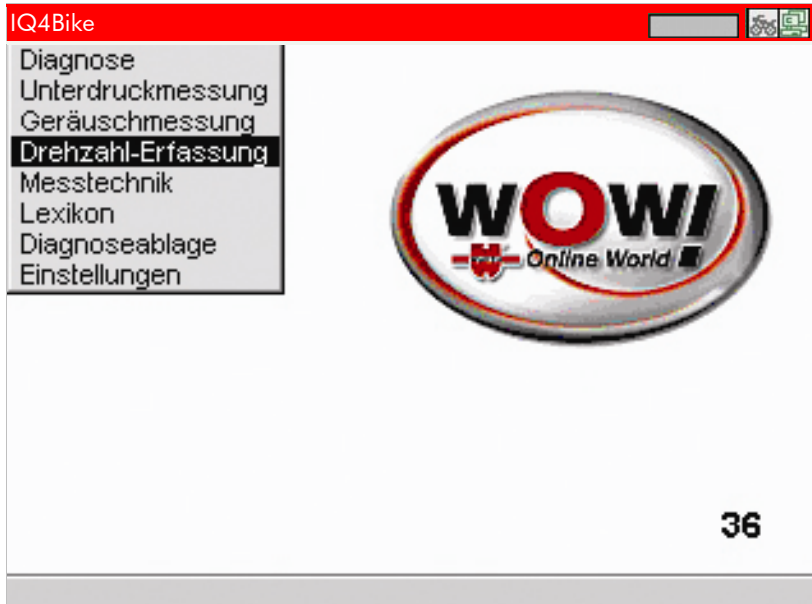 IQ4Bike
Diagnose
Unterdruckmessung
Geräuschmessung
Drehzahl-Erfassung
Messtechnik
Lexikon
Diagnoseablage
Einstellungen
WOW!
Online World
36